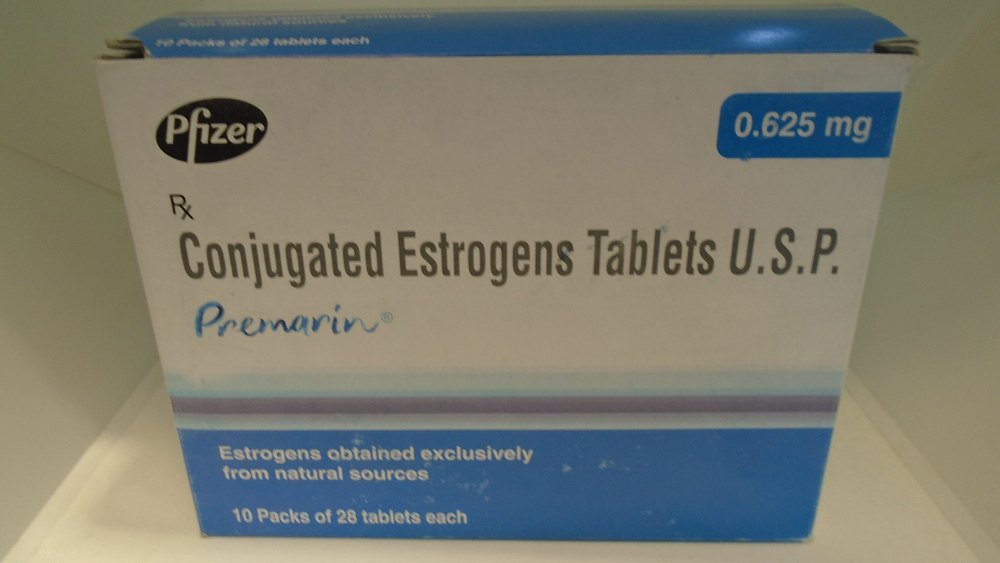 10 Packs of 28 tablets each
Pfizer
0.625 mg
Rx
Conjugated Estrogens Tablets U.S.P.
Premarin®
Estrogens obtained exclusively
from natural sources
10 Packs of 28 tablets each